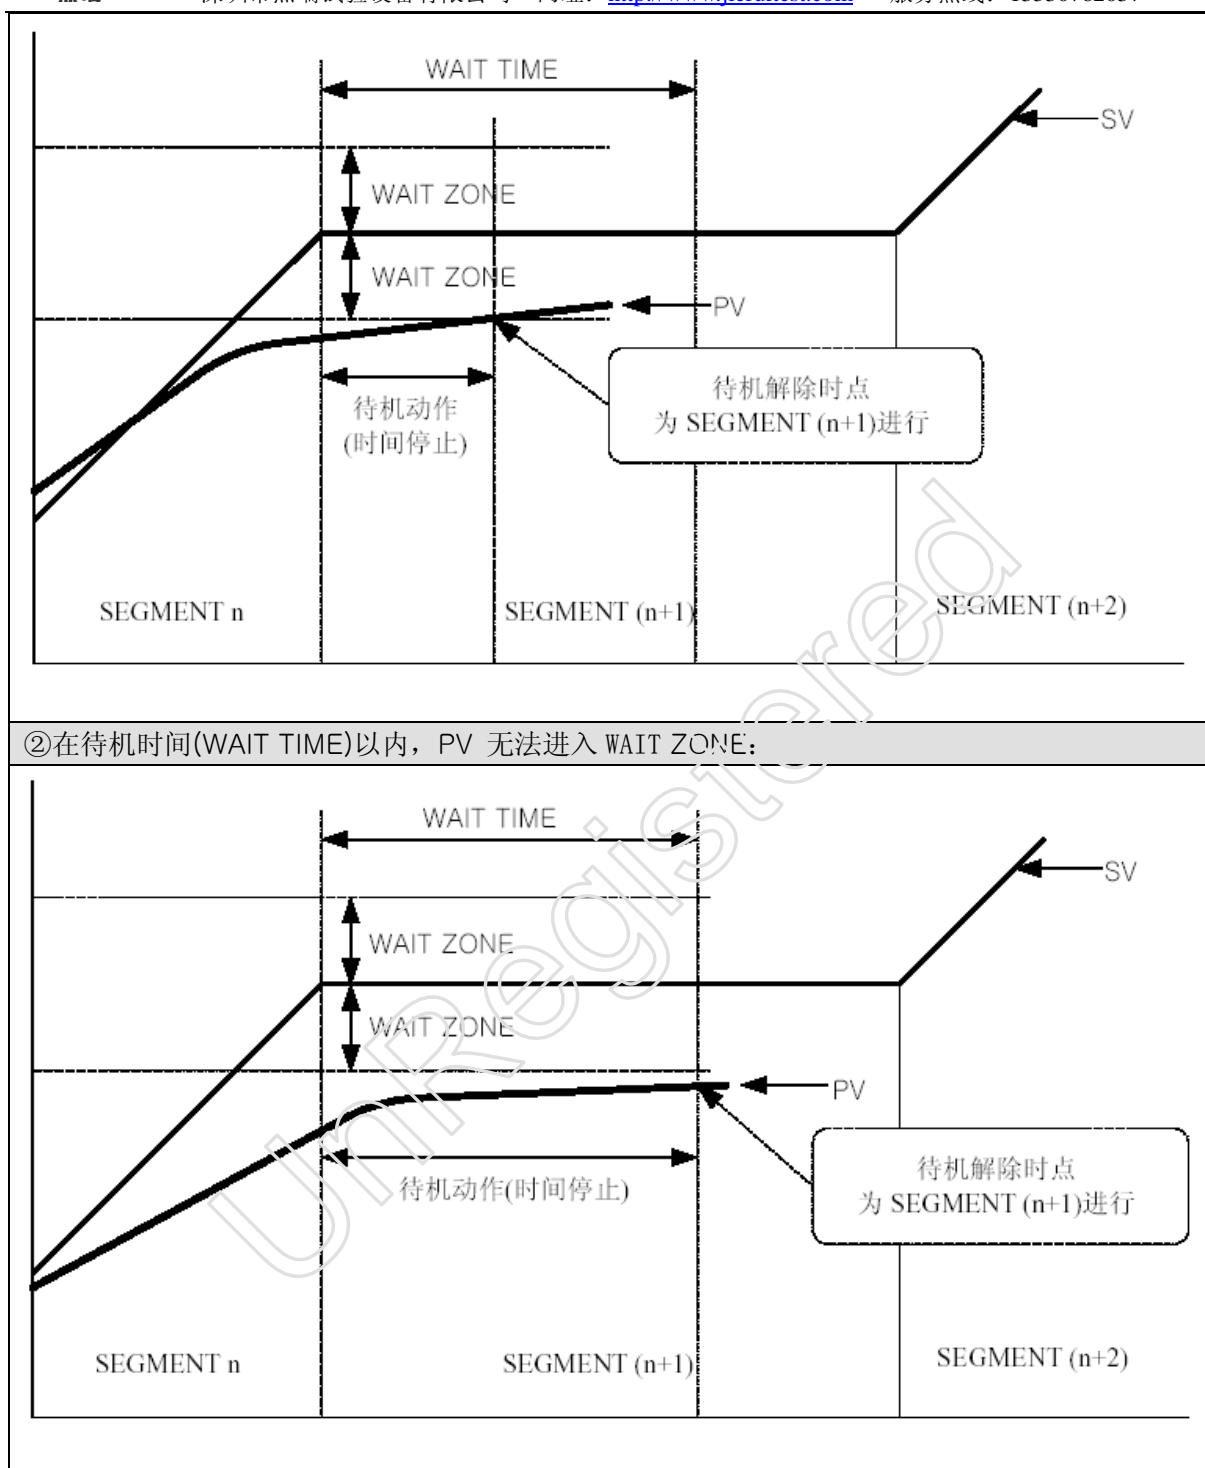 WAIT TIME
SV
WAIT ZONE
WAIT ZONE
PV
待机解除时点
为 SEGMENT (n+1)进行
待机动作
(时间停止)
SEGMENT n
SEGMENT (n+1)
SEGMENT (n+2)
②在待机时间(WAIT TIME)以内，PV 无法进入 WAIT ZONE：
WAIT TIME
SV
WAIT ZONE
WAIT ZONE
PV
待机解除时点
为 SEGMENT (n+1)进行
待机动作(时间停止)
SEGMENT n
SEGMENT (n+1)
SEGMENT (n+2)
UnRegistered